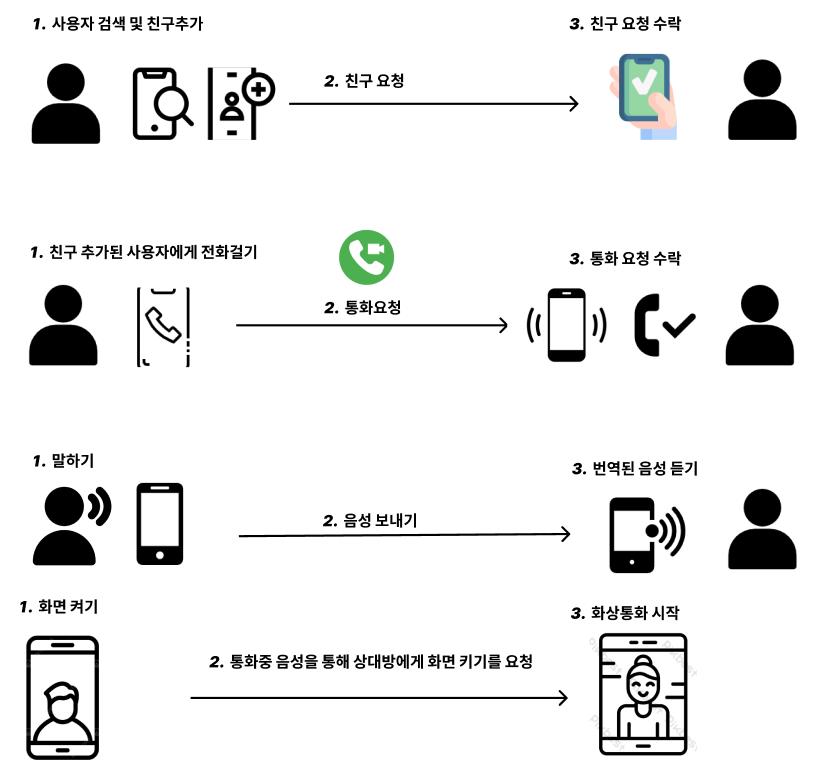 1. 사용자 검색 및 친구추가
3. 친구 요청 수락
2. 친구 요청
1. 친구 추가된 사용자에게 전화걸기
3. 통화 요청 수락
2. 통화요청
1. 말하기
3. 번역된 음성 듣기
2. 음성 보내기
1. 화면 켜기
3. 화상통화 시작
2. 통화중 음성을 통해 상대방에게 화면 키기를 요청